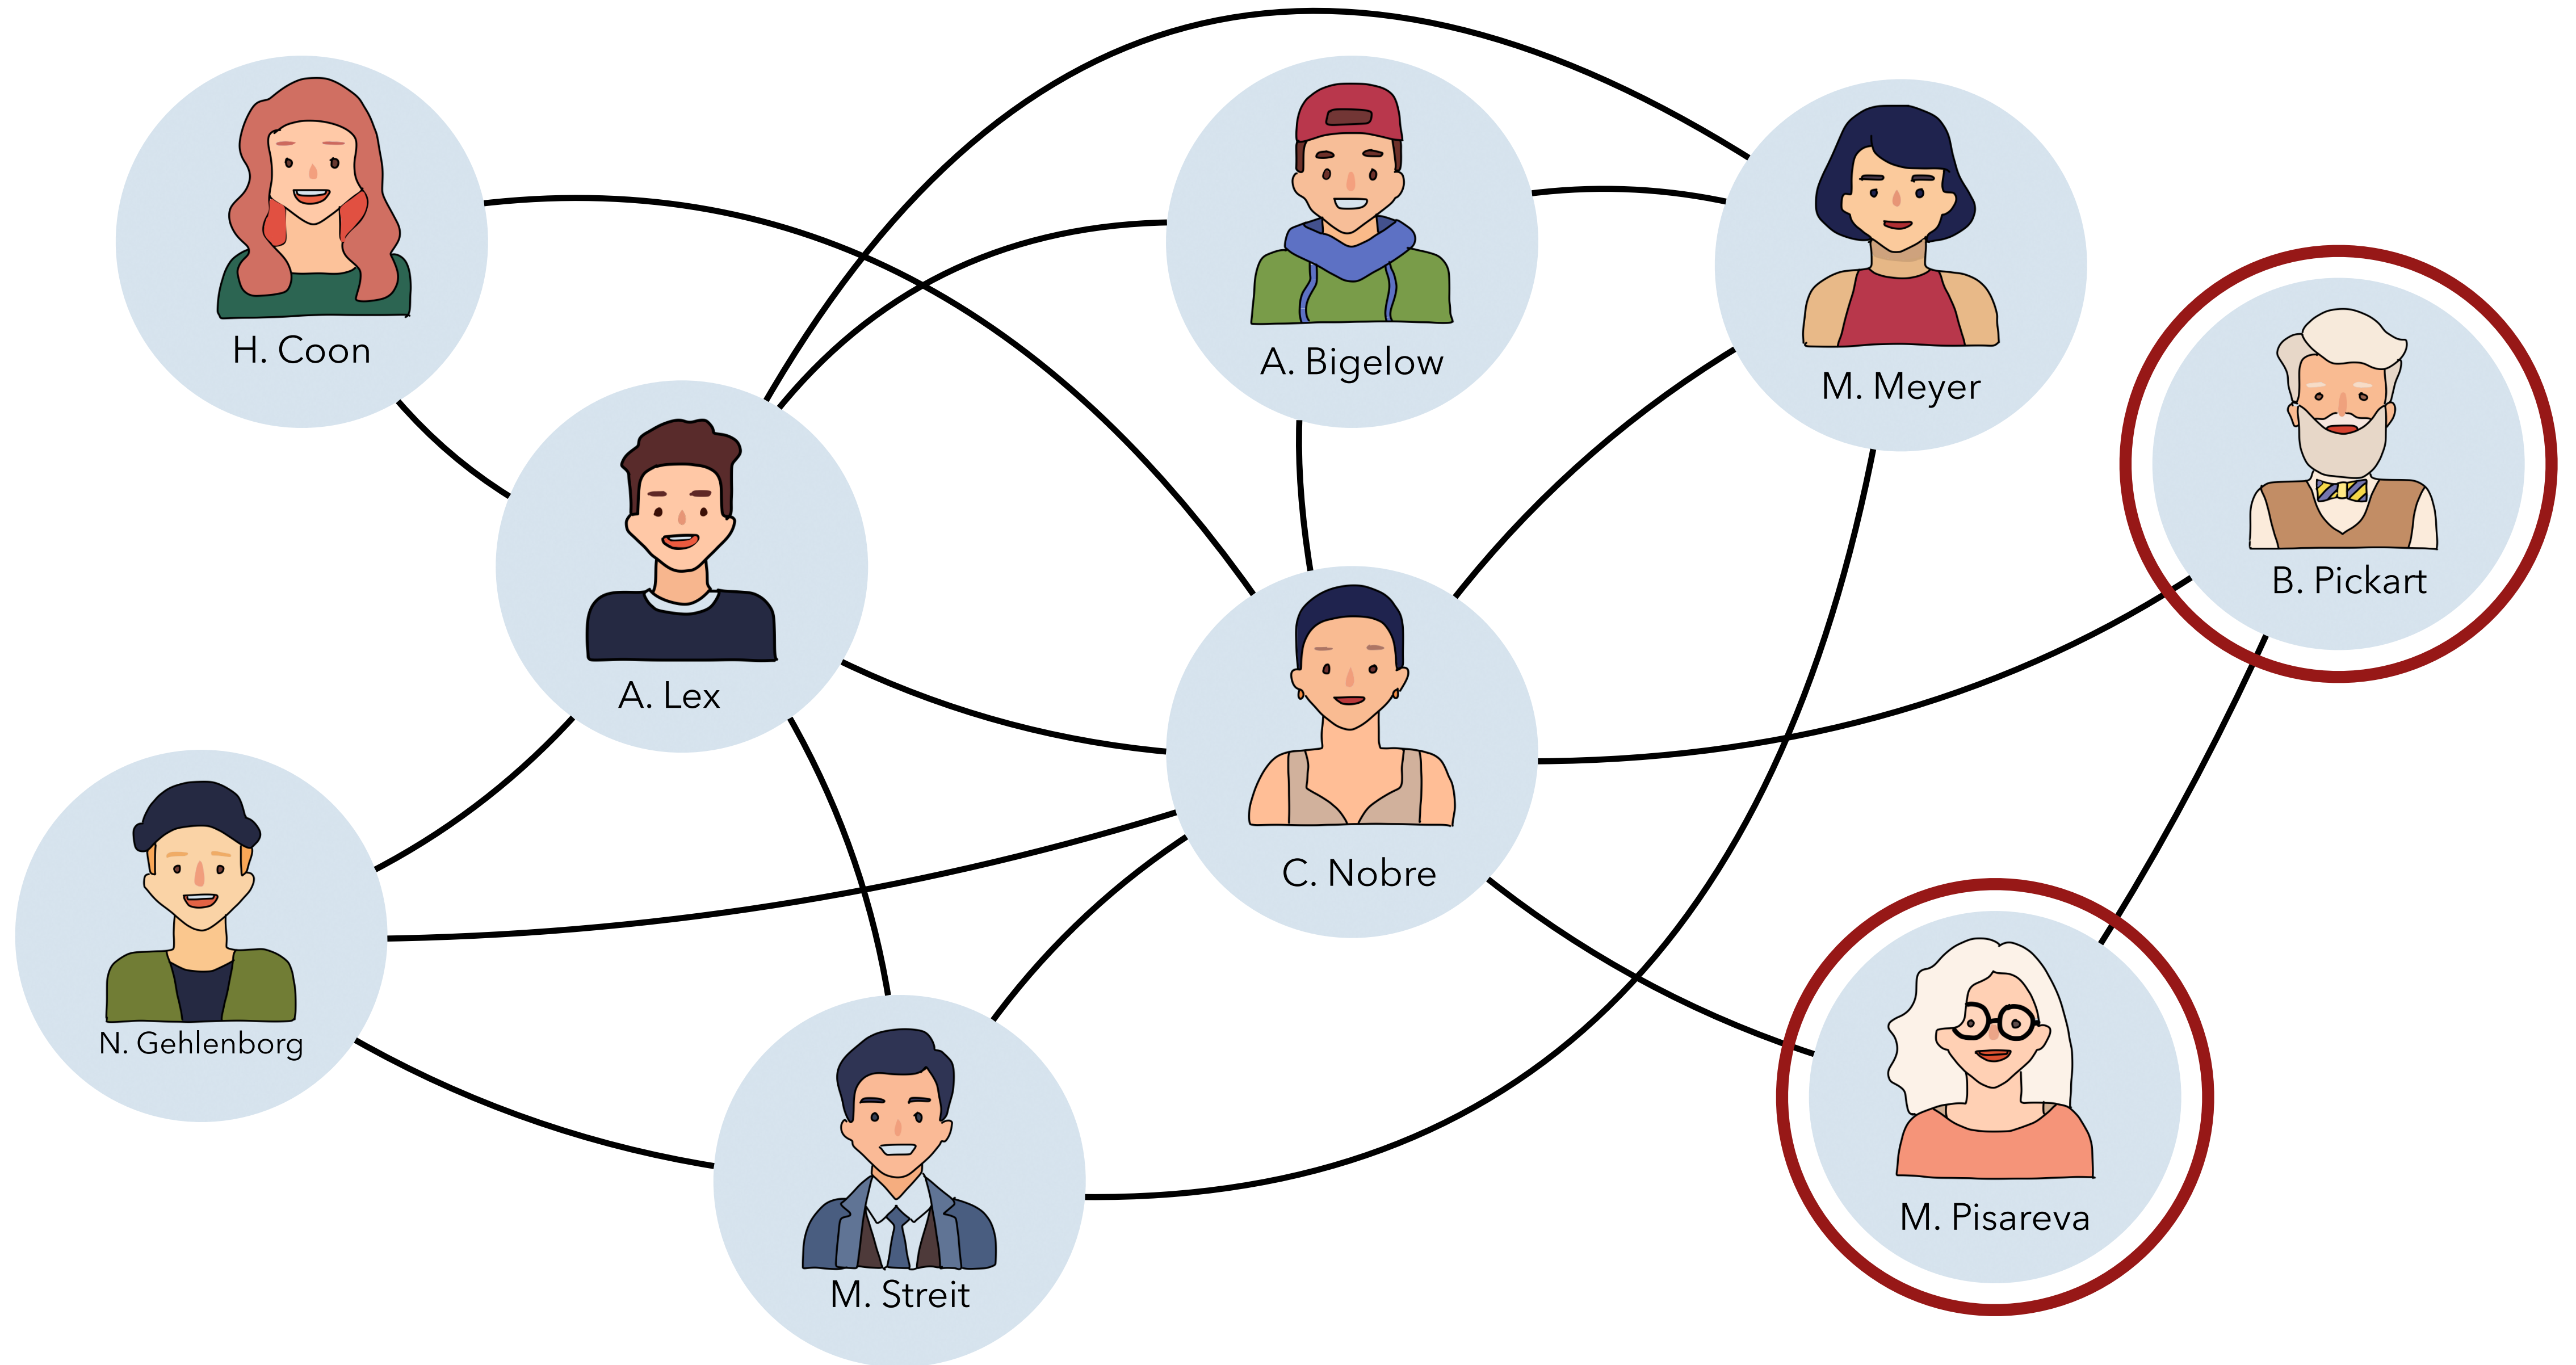 H. Coon
A. Bigelow
M. Meyer
B. Pickart
A. Lex
C. Nobre
N. Gehlenborg
M. Pisareva
M. Streit